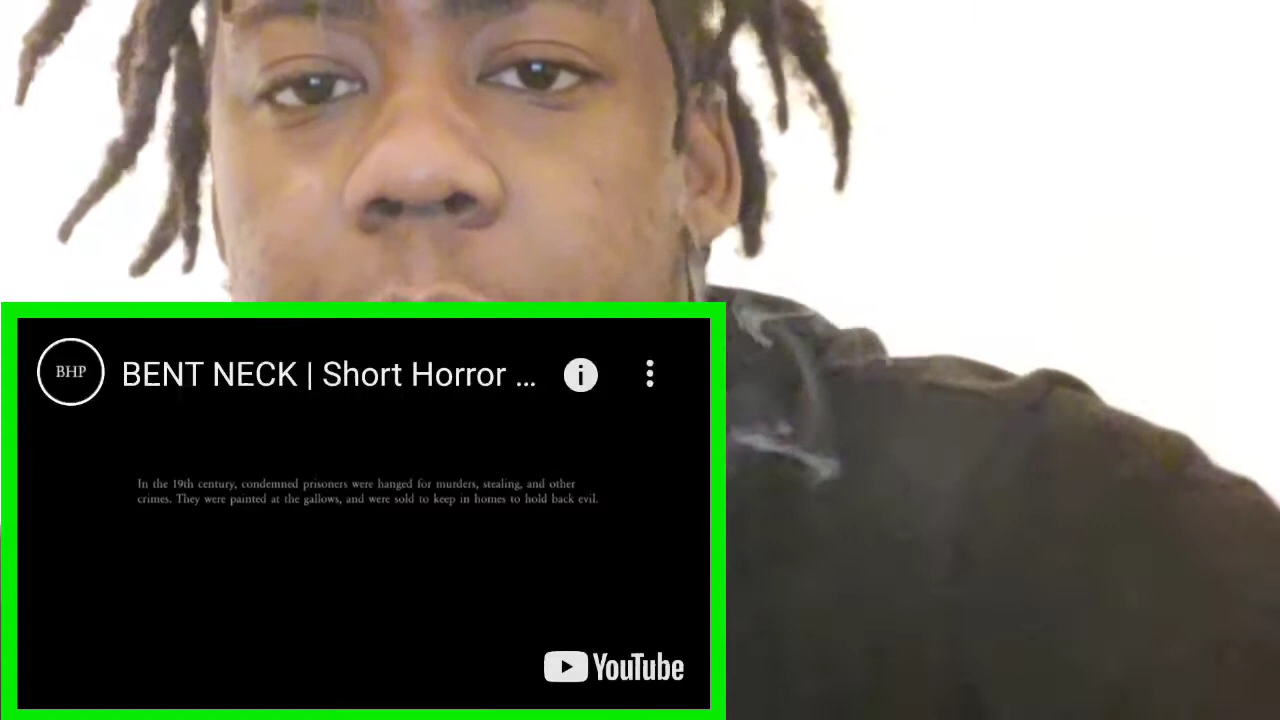 BHP
BENT NECK | Short Horror ...
In the 19th century, condemned prisoners were hanged for murders, stealing, and other
crimes. They were painted at the gallows, and were sold to keep in homes to hold back evil.
YouTube